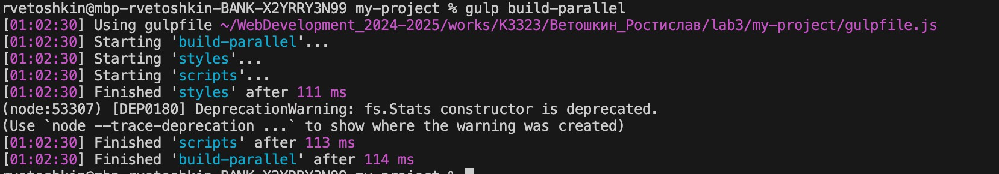 rvetoshkin@mbp-rvetoshkin-BANK-X2YRRY3N99 my-project % gulp build-parallel
[01:02:30] Using gulpfile ~/WebDevelopment_2024-2025/works/K3323/Ветошкин_Ростислав/lab3/my-project/gulpfile.js
[01:02:30] Starting 'build-parallel'...
[01:02:30] Starting 'styles'...
[01:02:30] Starting 'scripts'...
[01:02:30] Finished 'styles' after 111 ms
(node:53307) [DEP0180] DeprecationWarning: fs.Stats constructor is deprecated.
(Use `node --trace-deprecation ...` to show where the warning was created)
[01:02:30] Finished 'scripts' after 113 ms
[01:02:30] Finished 'build-parallel' after 114 ms
rvetoshkin@mbp-rvetoshkin-BANK-X2YRRY3N99 my-project %